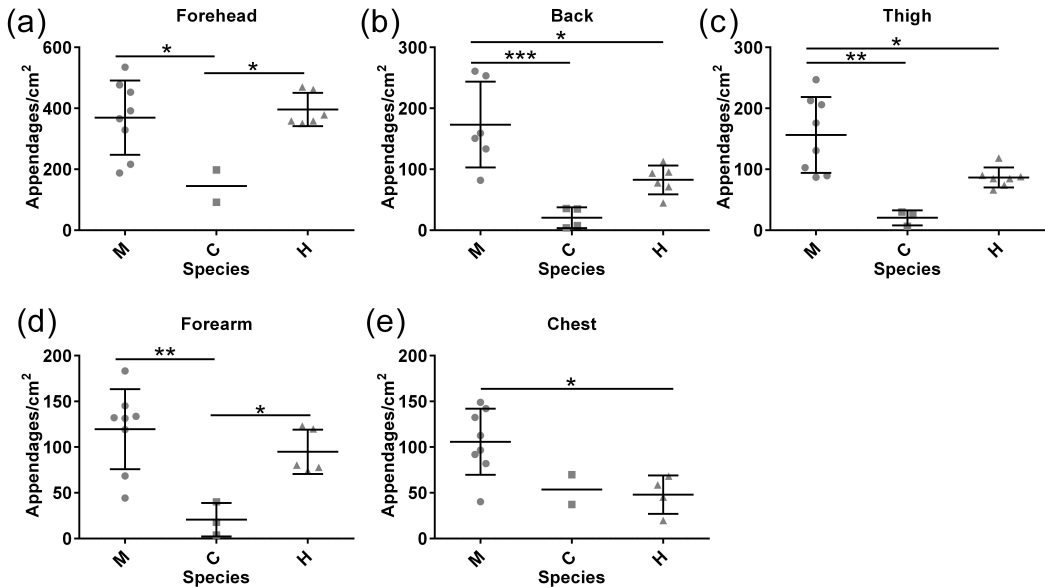 (a)
Forehead
Appendages/cm²
600
400
200
0
*
*
M
C
H
Species
(b)
Back
Appendages/cm²
300
200
100
0
*
***
M
C
H
Species
(c)
Thigh
Appendages/cm²
300
200
100
0
*
**
M
C
H
Species
(d)
Forearm
Appendages/cm²
200
150
100
50
0
**
*
M
C
H
Species
(e)
Chest
Appendages/cm²
200
150
100
50
0
*
M
C
H
Species